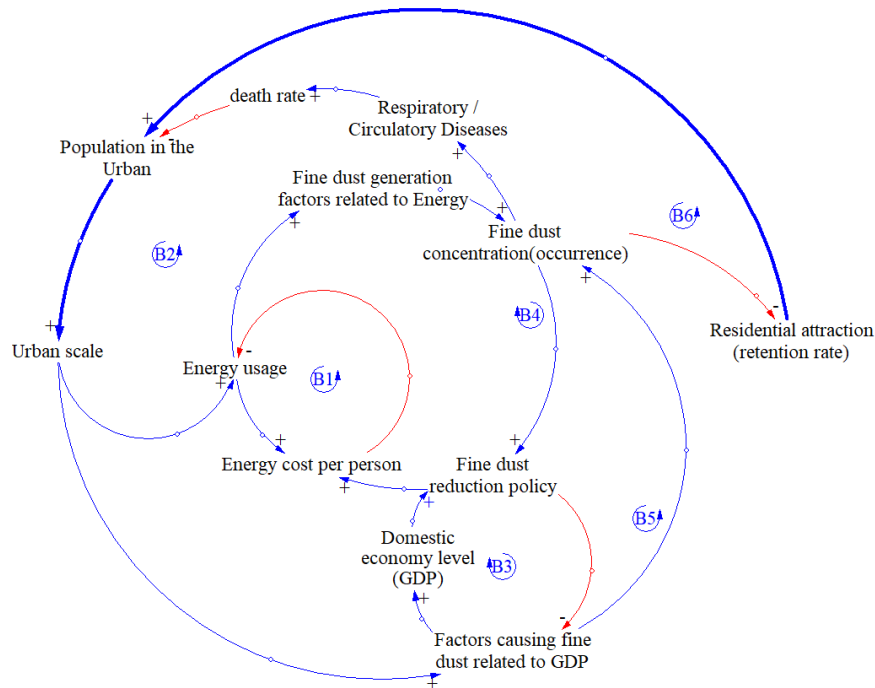 death rate
+
Respiratory /
Circulatory Diseases
+
+
-
Population in the
Urban
Fine dust generation
factors related to Energy
+
+
Fine dust
concentration(occurrence)
+
B6
B2
B4
-
Residential attraction
(retention rate)
+
Urban scale
-
Energy usage
+
B1
+
+
Energy cost per person
+
Fine dust
reduction policy
+
B5
Domestic
economy level
(GDP)
B3
+
-
Factors causing fine
dust related to GDP
+